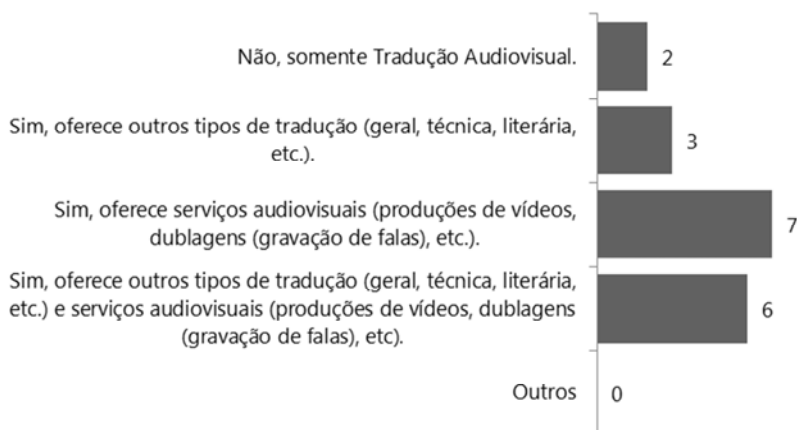 Não, somente Tradução Audiovisual.
2
Sim, oferece outros tipos de tradução (geral, técnica, literária,
etc.).
3
Sim, oferece serviços audiovisuais (produções de vídeos,
dublagens (gravação de falas), etc.).
7
Sim, oferece outros tipos de tradução (geral, técnica, literária,
etc.) e serviços audiovisuais (produções de vídeos, dublagens
(gravação de falas), etc).
6
Outros
0